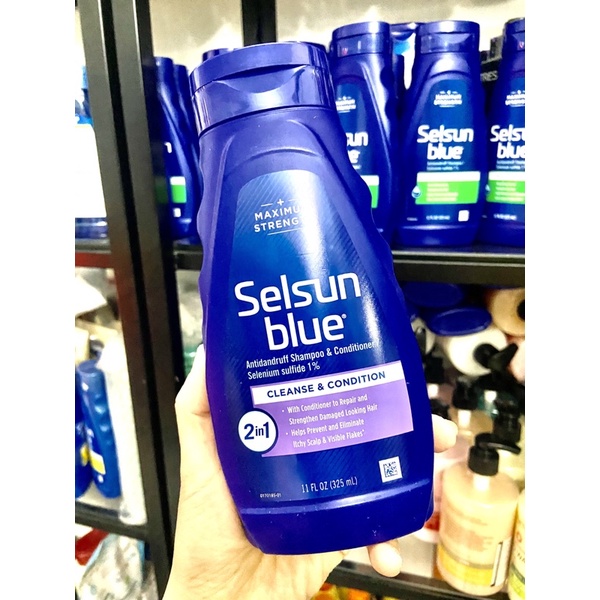 MAXIMUM
STRENGTH
Selsun
blue®
Antidandruff Shampoo & Conditioner
Selenium sulfide 1%
CLEANSE & CONDITION
2in1
• With Conditioner to Repair and
Strengthen Damaged Looking Hair
• Helps Prevent and Eliminate
Itchy Scalp & Visible Flakes*
11 FL OZ (325 mL)
Selsun
blue
Selsun
blue